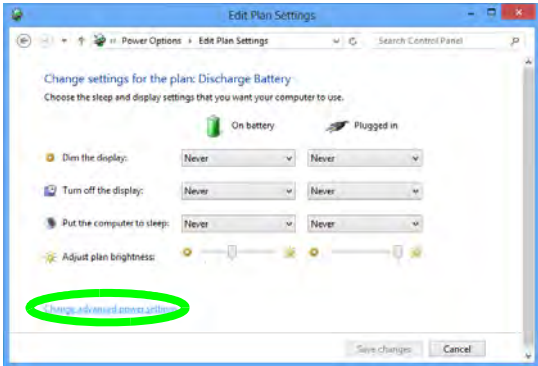 Edit Plan Settings
« Power Options › Edit Plan Settings
Search Control Panel
Change settings for the plan: Discharge Battery
Choose the sleep and display settings that you want your computer to use.
On battery Plugged in
Dim the display: Never Never
Turn off the display: Never Never
Put the computer to sleep: Never Never
Adjust plan brightness:
Change advanced power settings
Save changes Cancel